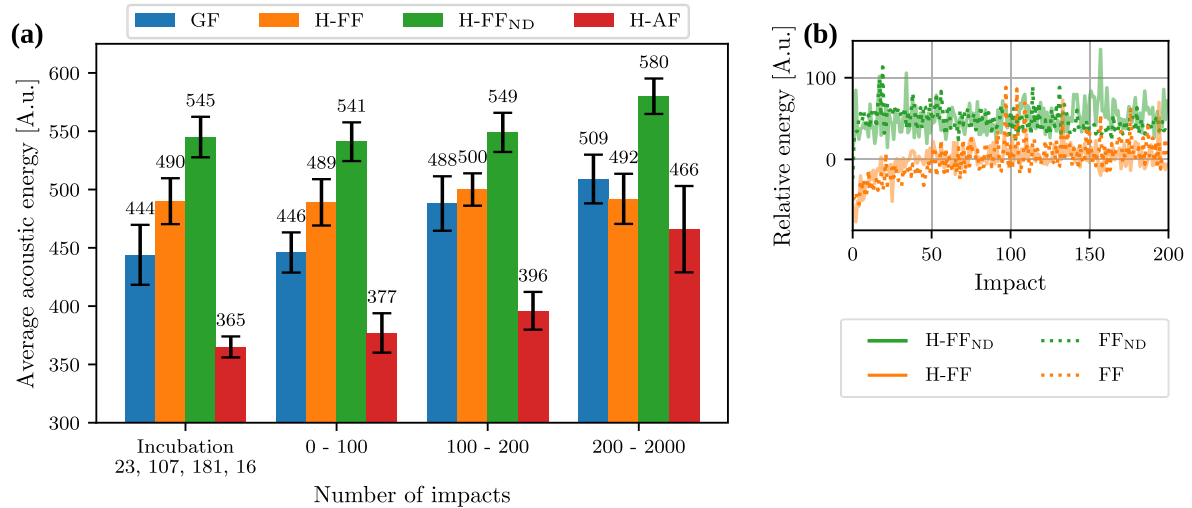 (a)
GF H-FF H-FF_ND H-AF
Average acoustic energy [A.u.]
600
550
500
450
400
350
300
444 490 545 365
446 489 541 377
488 500 549 396
509 492 580 466
Incubation 0 - 100 100 - 200 200 - 2000
23, 107, 181, 16
Number of impacts
(b)
Relative energy [A.u.]
100
0
0 50 100 150 200
Impact
H-FF_ND FF_ND
H-FF FF